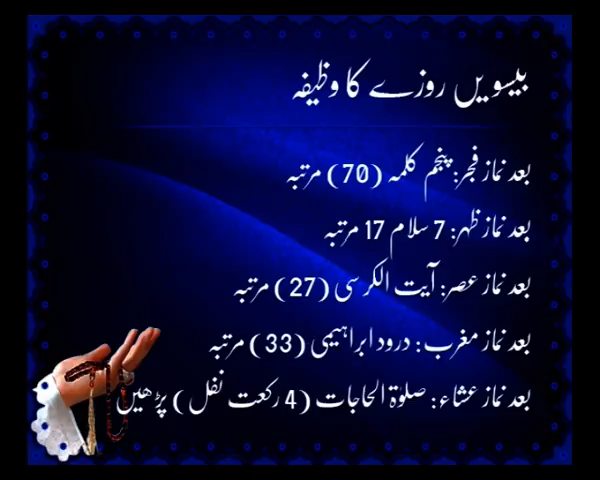 بیسویں روزے کا وظیفہ
بعد نماز فجر: پنجم کلمہ (70) مرتبہ
بعد نماز ظہر: 7 سلام 17 مرتبہ
بعد نماز عصر: آیت الکرسی (27) مرتبہ
بعد نماز مغرب: درود ابراہیمی (33) مرتبہ
بعد نماز عشاء: صلوۃ الحاجات (4 رکعت نفل) پڑھیں